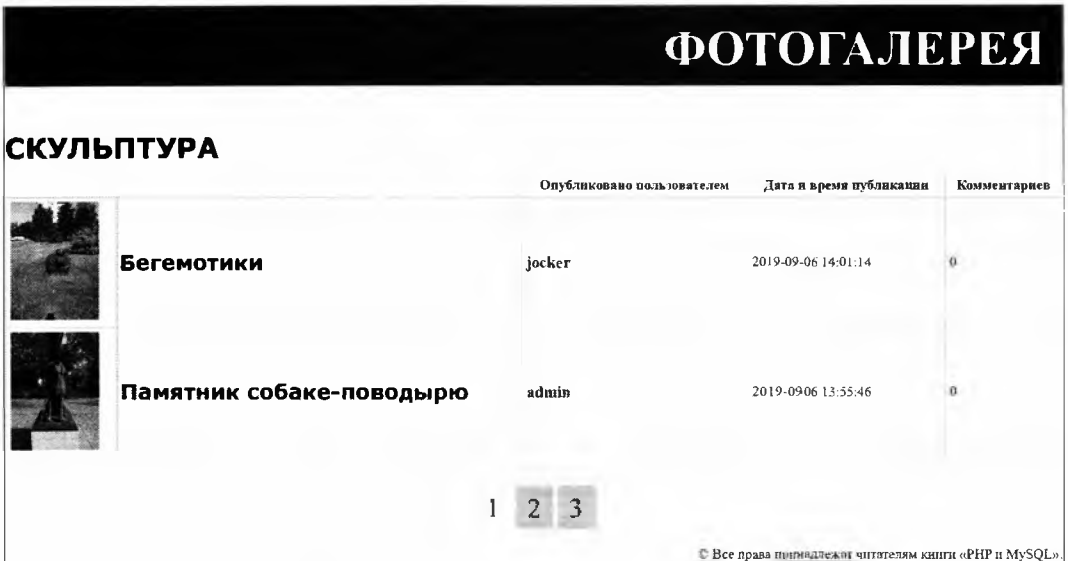 ФОТОГАЛЕРЕЯ
СКУЛЬПТУРА
Опубликовано пользователем Дата и время публикации Комментариев
Бегемотики jocker 2019-09-06 14:01:14 0
Памятник собаке-поводырю admin 2019-0906 13:55:46 0
1 2 3
© Все права принадлежат читателям книги «PHP и MySQL».